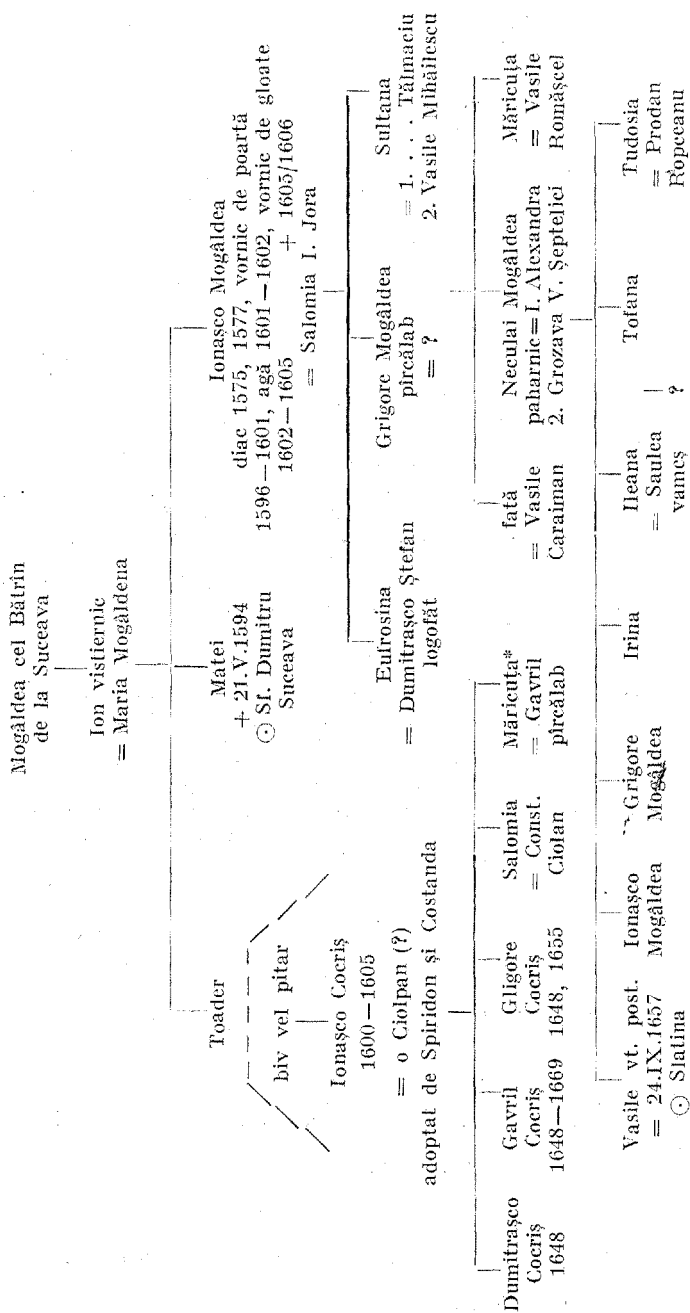 Mogâldea cel Bătrîn
de la Suceava
Ion vistiernic
= Maria Mogâldena
Toader
Matei
+ 21.V.1594
⊙ Sf. Dumitru
Suceava
Ionașco Mogâldea
diac 1575, 1577, vornic de poartă
1596—1601, agă 1601—1602, vornic de gloate
1602—1605 + 1605/1606
= Salomia I. Jora
biv vel pitar
Ionașco Cocriș
1600—1605
= o Ciolpan (?)
adoptat de Spiridon și Costanda
Eufrosina
= Dumitrașco Ștefan
logofăt
Grigore Mogâldea
pîrcălab
= ?
Sultana
= 1. . . . Tălmaciu
2. Vasile Mihăilescu
Dumitrașco
Cocriș
1648
Gavril
Cocriș
1648—1669
Gligore
Cocriș
1648, 1655
Salomia
= Const.
Ciolan
Măricuța*
= Gavril
pîrcălab
fată
= Vasile
Caraiman
Neculai Mogâldea
paharnic = I. Alexandra
2. Grozava V. Șeptelici
Măricuța
= Vasile
Romășcel
Vasile vt. post.
= 24.IX.1657
⊙ Slatina
Ionașco
Mogâldea
Grigore
Mogâldea
Irina
Ileana
= Saulea
vameș
?
Tofana
Tudosia
= Prodan
Ropceanu